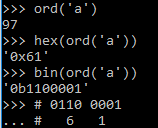 >>> ord('a')
97
>>> hex(ord('a'))
'0x61'
>>> bin(ord('a'))
'0b1100001'
>>> # 0110 0001
... #    6    1